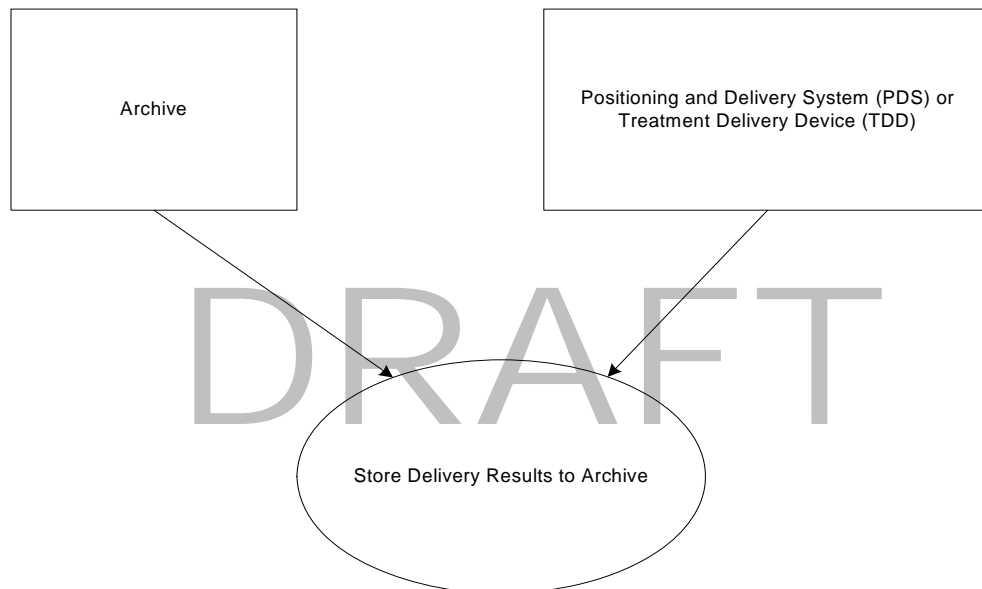 Archive
Positioning and Delivery System (PDS) or
Treatment Delivery Device (TDD)
DRAFT
Store Delivery Results to Archive